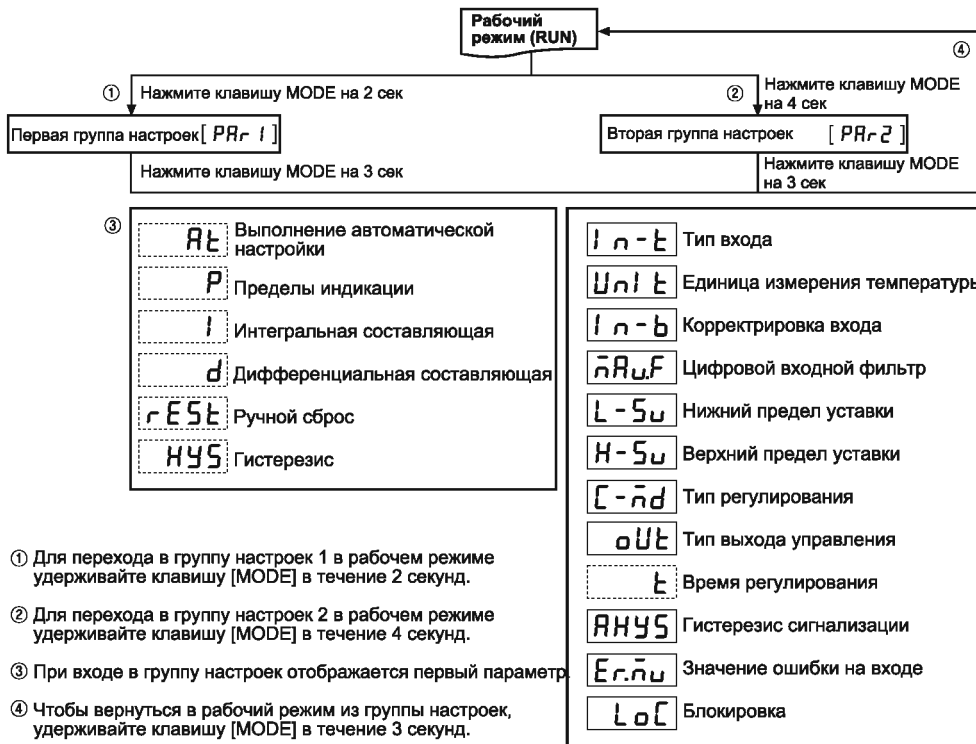 Рабочий
режим (RUN)
④
① Нажмите клавишу MODE на 2 сек
② Нажмите клавишу MODE
на 4 сек
Первая группа настроек [ PAr 1 ]
Вторая группа настроек [ PAr2 ]
Нажмите клавишу MODE на 3 сек
Нажмите клавишу MODE
на 3 сек
③
At Выполнение автоматической
настройки
P Пределы индикации
I Интегральная составляющая
d Дифференциальная составляющая
rESt Ручной сброс
HYS Гистерезис
In-t Тип входа
UnIt Единица измерения температуры
In-b Корректрировка входа
mAv.F Цифровой входной фильтр
L-Sv Нижний предел уставки
H-Sv Верхний предел уставки
C-md Тип регулирования
oUt Тип выхода управления
t Время регулирования
AHYS Гистерезис сигнализации
Er.mv Значение ошибки на входе
LoC Блокировка
① Для перехода в группу настроек 1 в рабочем режиме
удерживайте клавишу [MODE] в течение 2 секунд.
② Для перехода в группу настроек 2 в рабочем режиме
удерживайте клавишу [MODE] в течение 4 секунд.
③ При входе в группу настроек отображается первый параметр.
④ Чтобы вернуться в рабочий режим из группы настроек,
удерживайте клавишу [MODE] в течение 3 секунд.